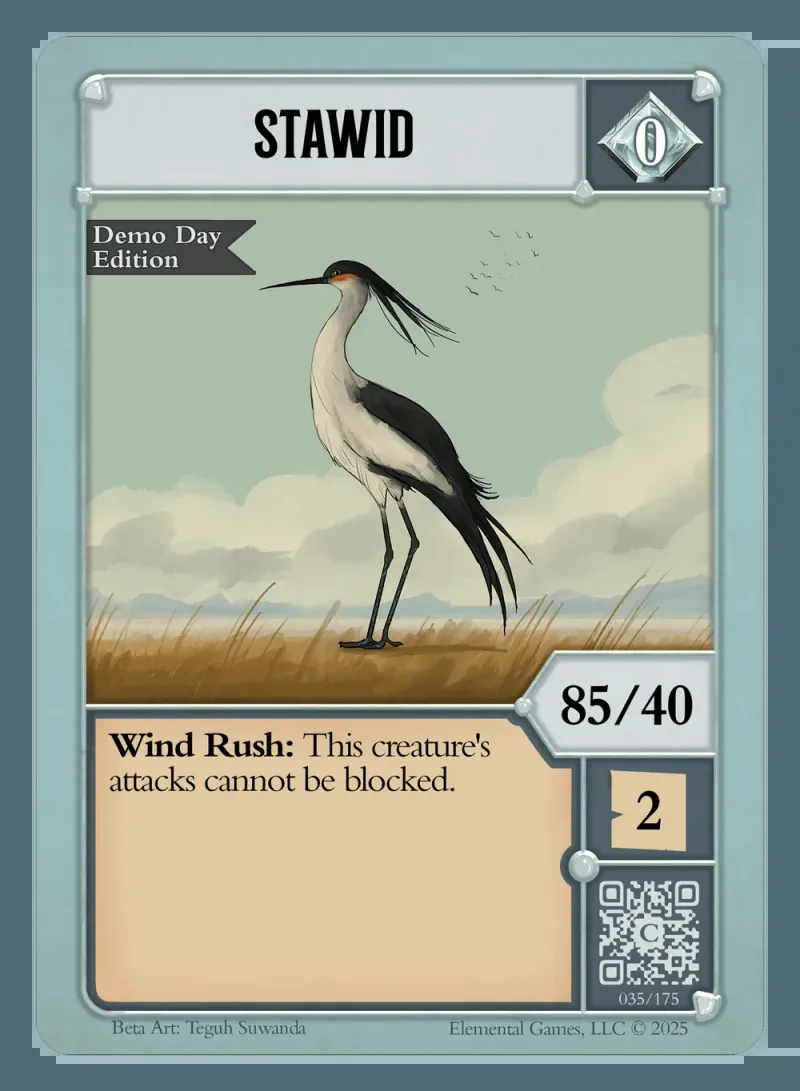 STAWID
0
Demo Day
Edition
85/40
Wind Rush: This creature's
attacks cannot be blocked.
2
C
035/175
Beta Art: Teguh Suwanda
Elemental Games, LLC © 2025